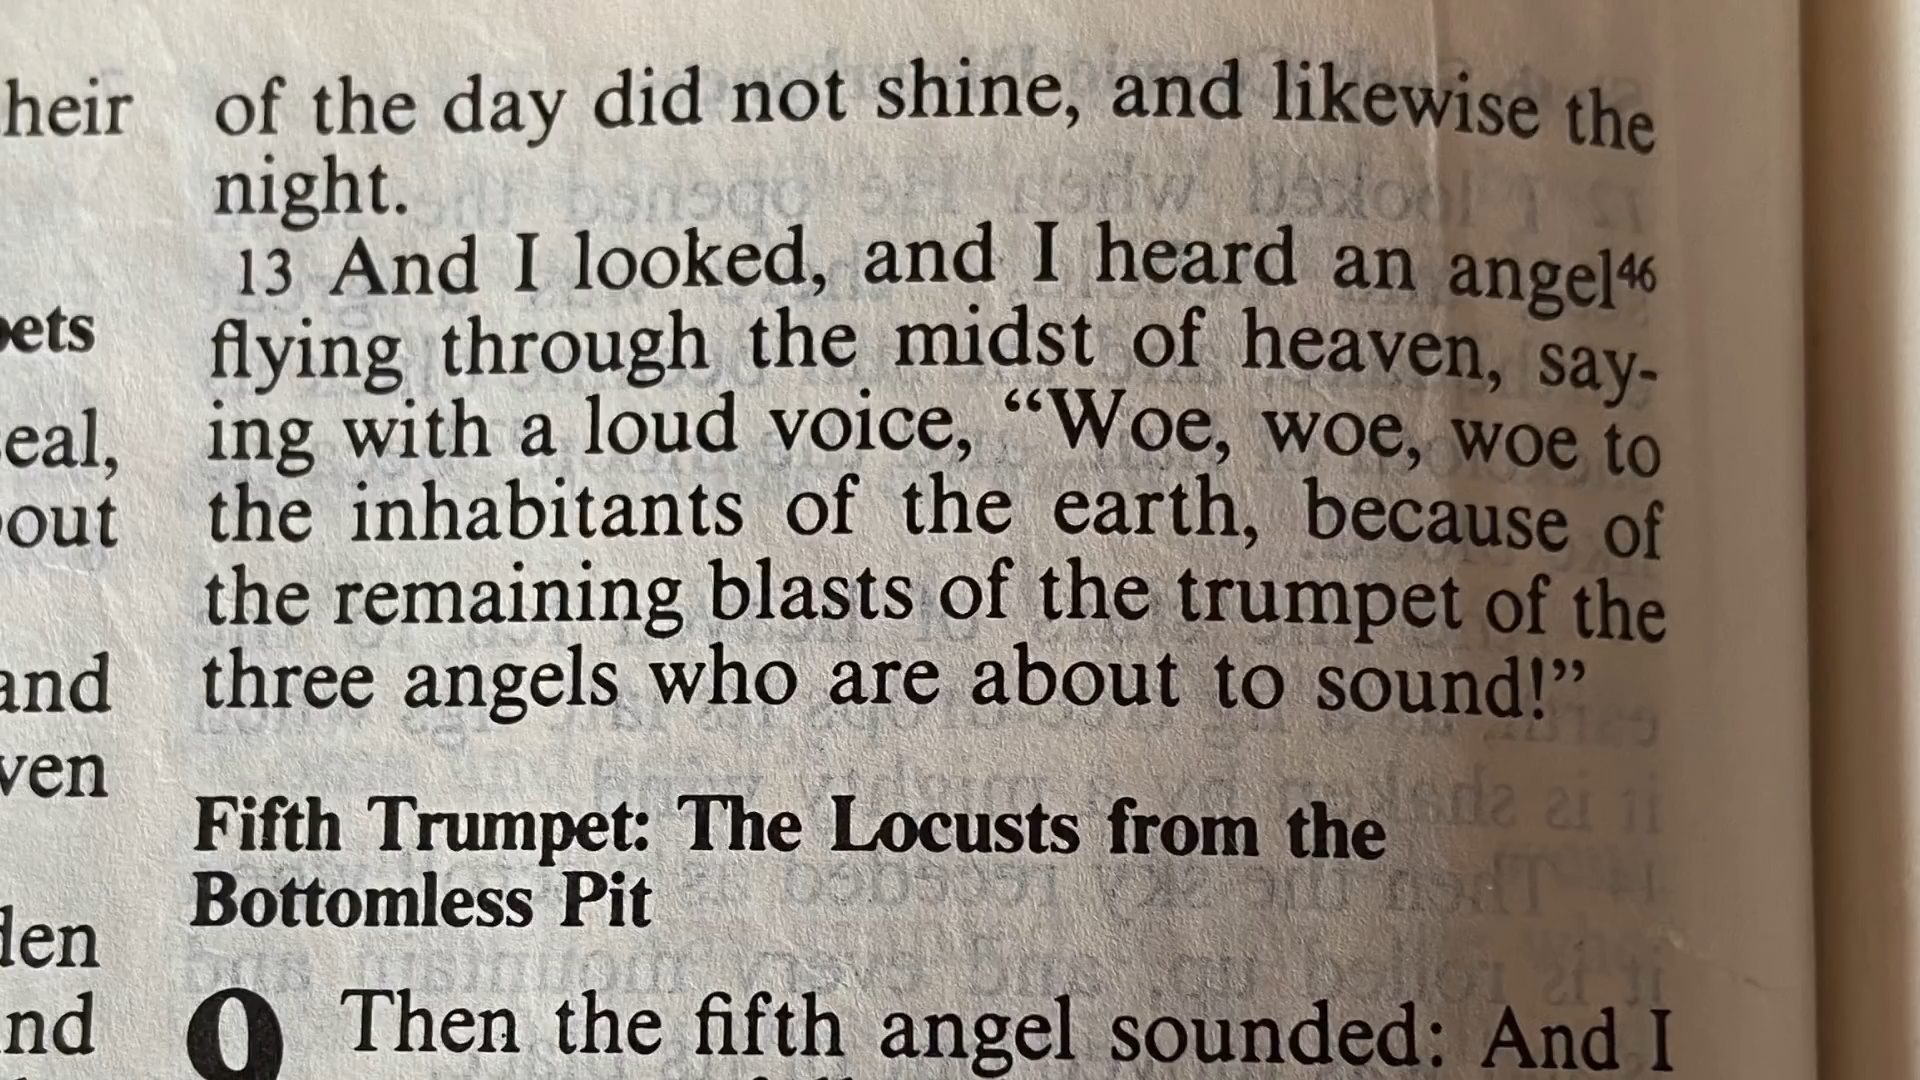 heir
ets
eal,
out
and
ven
den
nd
of the day did not shine, and likewise the
night.
13 And I looked, and I heard an angel46
flying through the midst of heaven, say-
ing with a loud voice, “Woe, woe, woe to
the inhabitants of the earth, because of
the remaining blasts of the trumpet of the
three angels who are about to sound!”
Fifth Trumpet: The Locusts from the
Bottomless Pit
9 Then the fifth angel sounded: And I